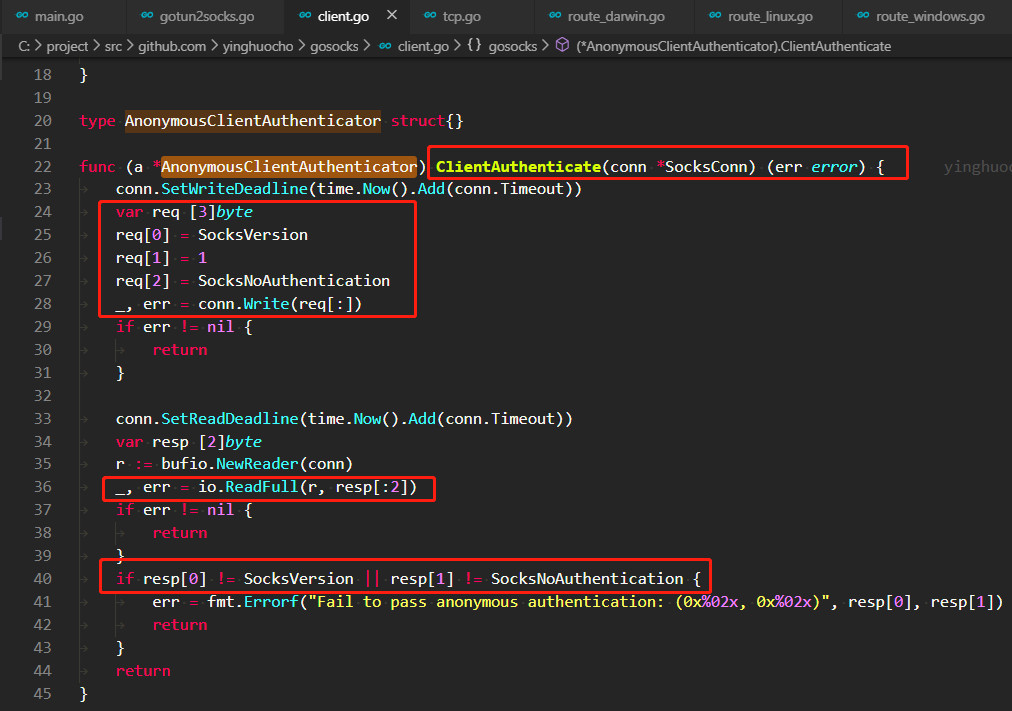 main.go gotun2socks.go client.go tcp.go route_darwin.go route_linux.go route_windows.go
C: > project > src > github.com > yinghuocho > gosocks > client.go > {} gosocks > (*AnonymousClientAuthenticator).ClientAuthenticate
18 }
19
20 type AnonymousClientAuthenticator struct{}
21
22 func (a *AnonymousClientAuthenticator) ClientAuthenticate(conn *SocksConn) (err error) { yinghuoc
23 conn.SetWriteDeadline(time.Now().Add(conn.Timeout))
24 var req [3]byte
25 req[0] = SocksVersion
26 req[1] = 1
27 req[2] = SocksNoAuthentication
28 _, err = conn.Write(req[:])
29 if err != nil {
30 return
31 }
32
33 conn.SetReadDeadline(time.Now().Add(conn.Timeout))
34 var resp [2]byte
35 r := bufio.NewReader(conn)
36 _, err = io.ReadFull(r, resp[:2])
37 if err != nil {
38 return
39 }
40 if resp[0] != SocksVersion || resp[1] != SocksNoAuthentication {
41 err = fmt.Errorf("Fail to pass anonymous authentication: (0x%02x, 0x%02x)", resp[0], resp[1])
42 return
43 }
44 return
45 }